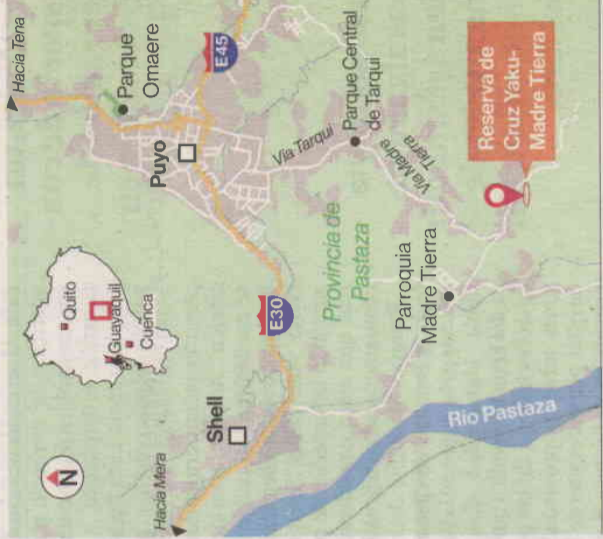 Hacia Tena
Parque
Omaere
E45
Puyo
Quito
Guayaquil
Cuenca
N
Vía Tarqui
Parque Central
de Tarqui
Vía Madre
Tierra
Reserva de
Cruz Yaku-
Madre Tierra
Provincia de
Pastaza
E30
Parroquia
Madre Tierra
Shell
Hacia Mera
Río Pastaza